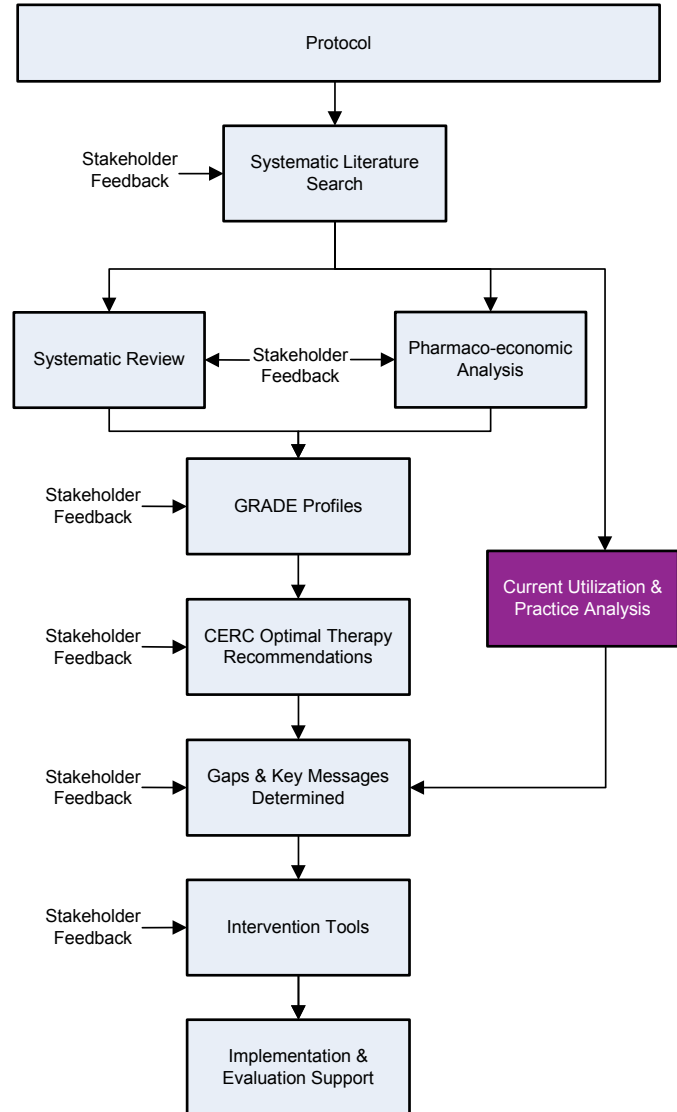 Protocol
Stakeholder
Feedback
Systematic Literature
Search
Systematic Review
Stakeholder
Feedback
Pharmaco-economic
Analysis
Stakeholder
Feedback
GRADE Profiles
Current Utilization &
Practice Analysis
Stakeholder
Feedback
CERC Optimal Therapy
Recommendations
Stakeholder
Feedback
Gaps & Key Messages
Determined
Stakeholder
Feedback
Intervention Tools
Implementation &
Evaluation Support